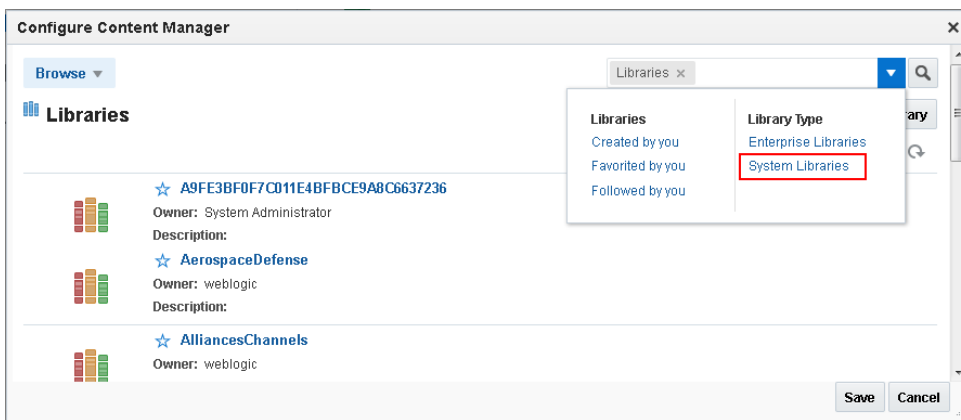 Configure Content Manager
Browse
Libraries
Libraries
Libraries
Created by you
Favorited by you
Followed by you
Library Type
Enterprise Libraries
System Libraries
ary
A9FE3BF0F7C011E4BFBCE9A8C6637236
Owner: System Administrator
Description:
AerospaceDefense
Owner: weblogic
Description:
AlliancesChannels
Owner: weblogic
Save Cancel